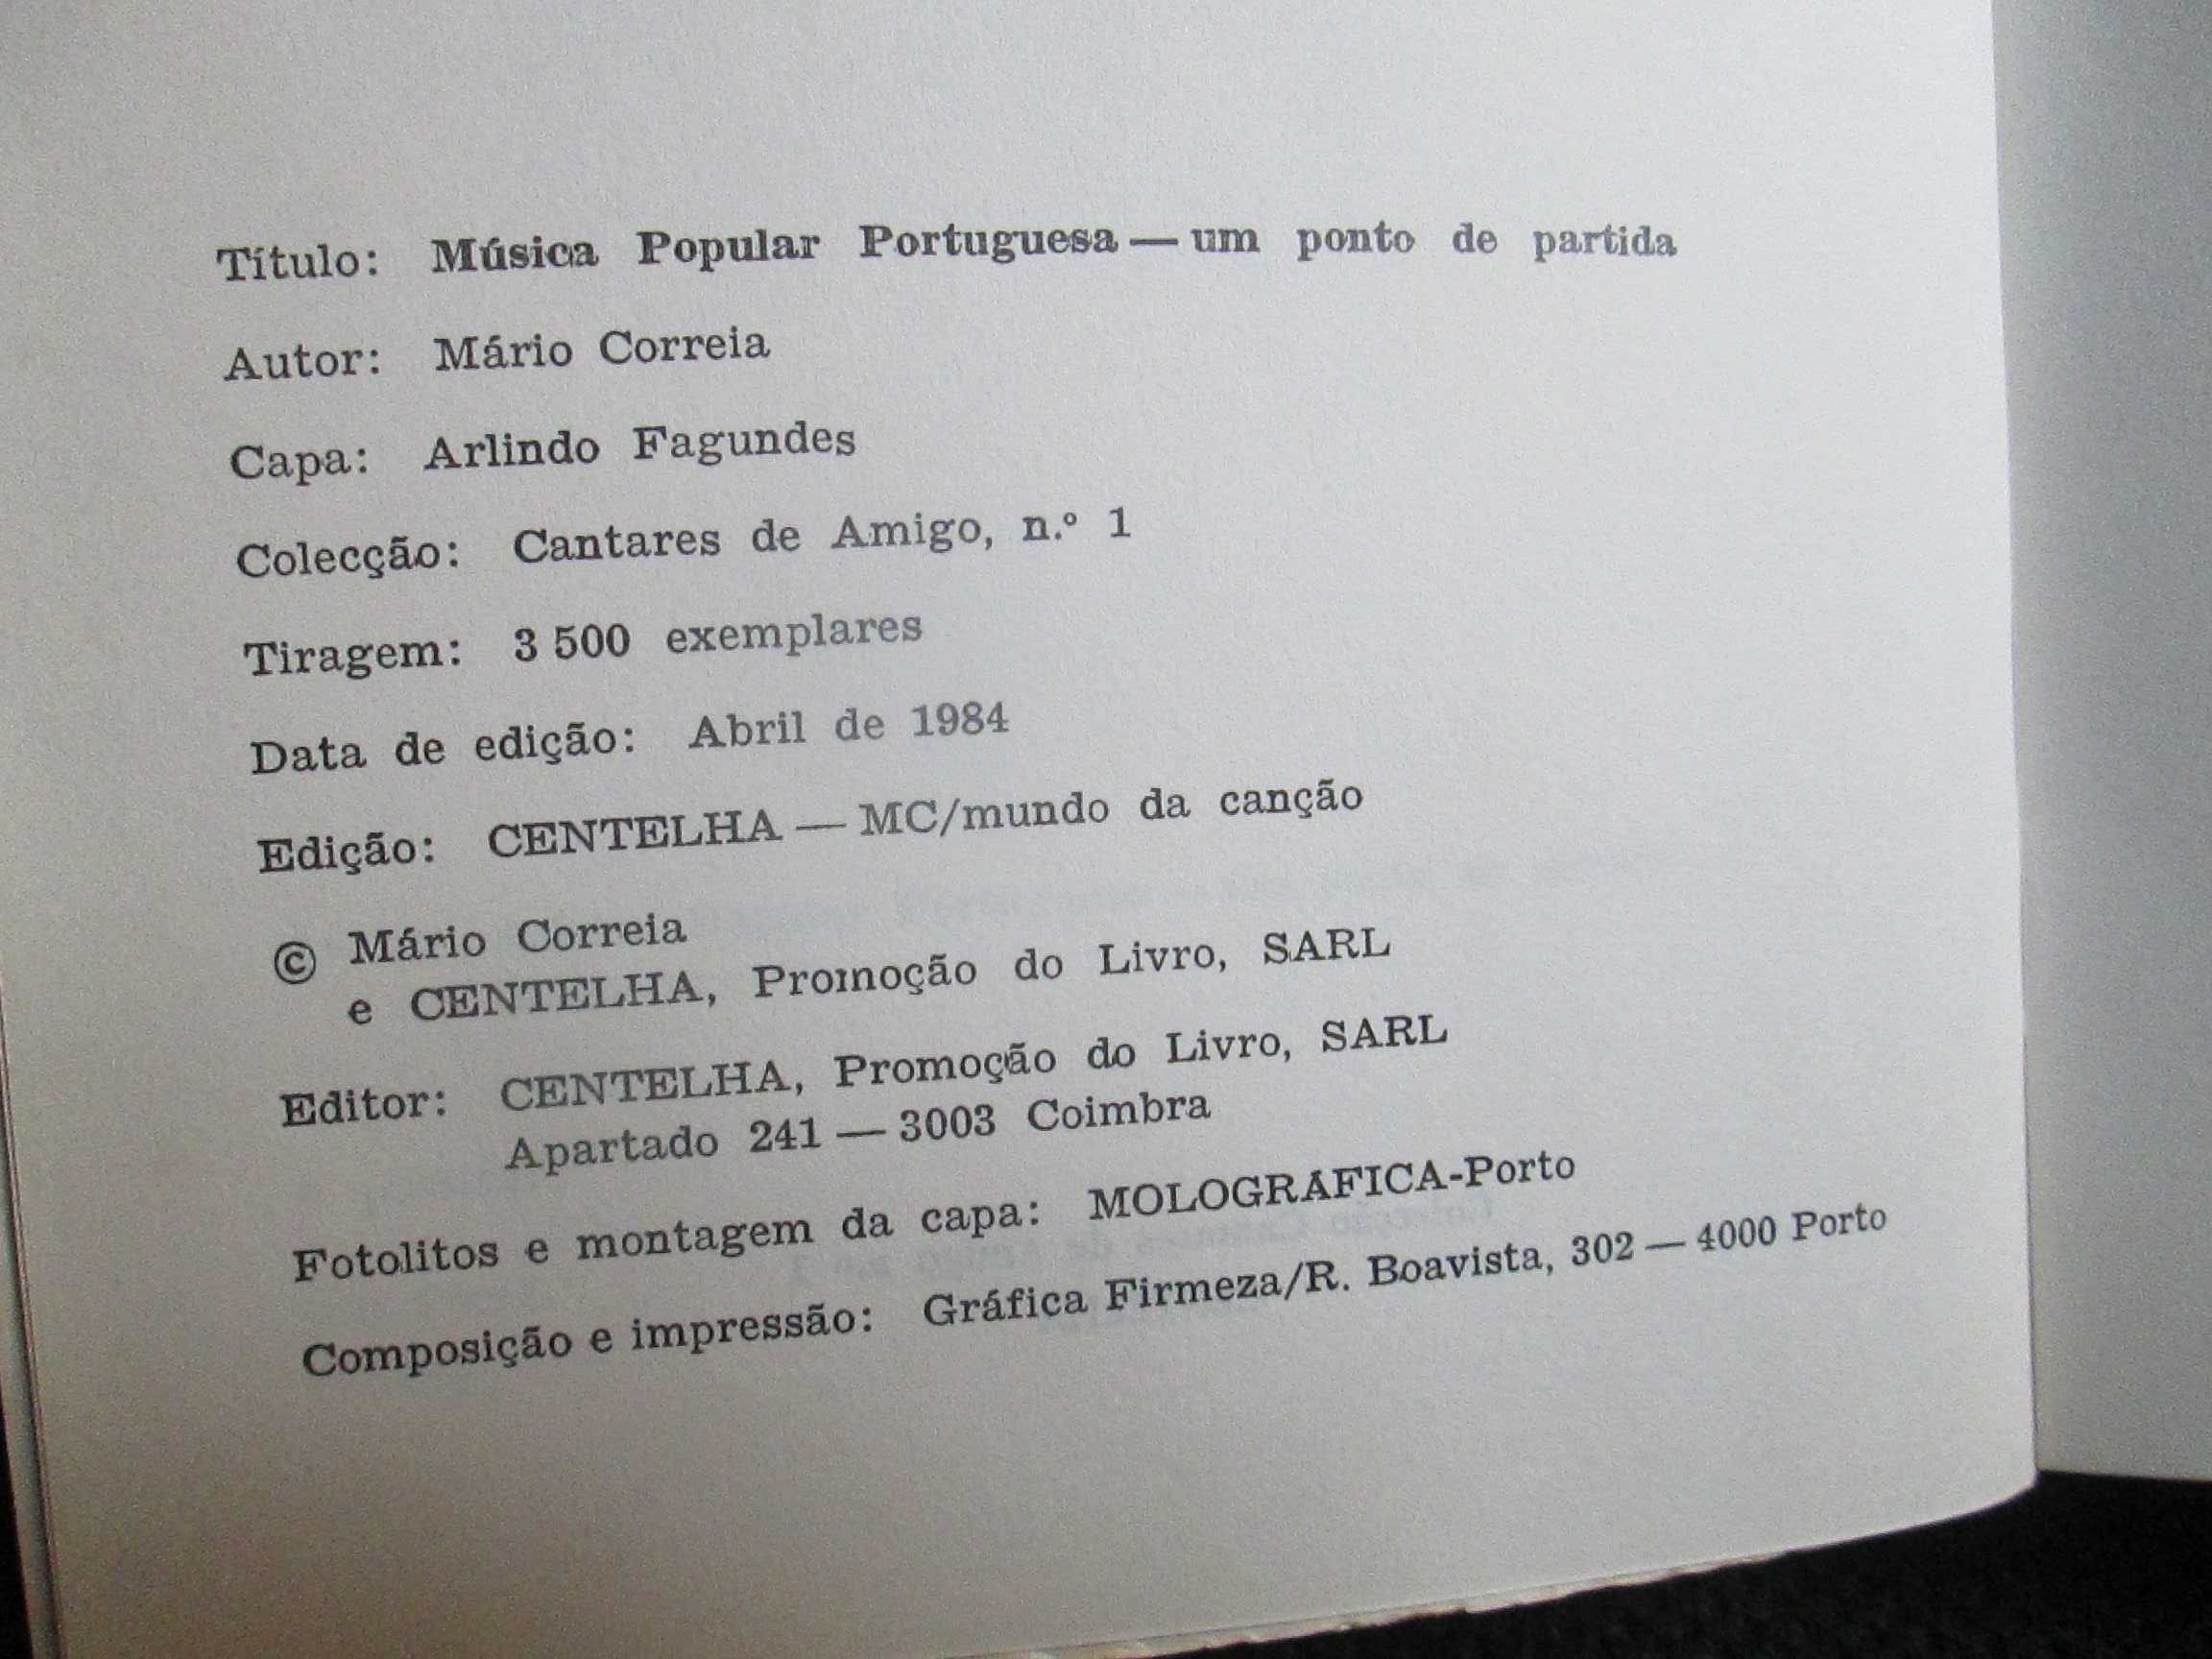 Título: Música Popular Portuguesa — um ponto de partida
Autor: Mário Correia
Capa: Arlindo Fagundes
Colecção: Cantares de Amigo, n.º 1
Tiragem: 3 500 exemplares
Data de edição: Abril de 1984
Edição: CENTELHA — MC/mundo da canção
© Mário Correia
e CENTELHA, Promoção do Livro, SARL
Editor: CENTELHA, Promoção do Livro, SARL
Apartado 241 — 3003 Coimbra
Fotolitos e montagem da capa: MOLOGRÁFICA-Porto
Composição e impressão: Gráfica Firmeza/R. Boavista, 302 — 4000 Porto